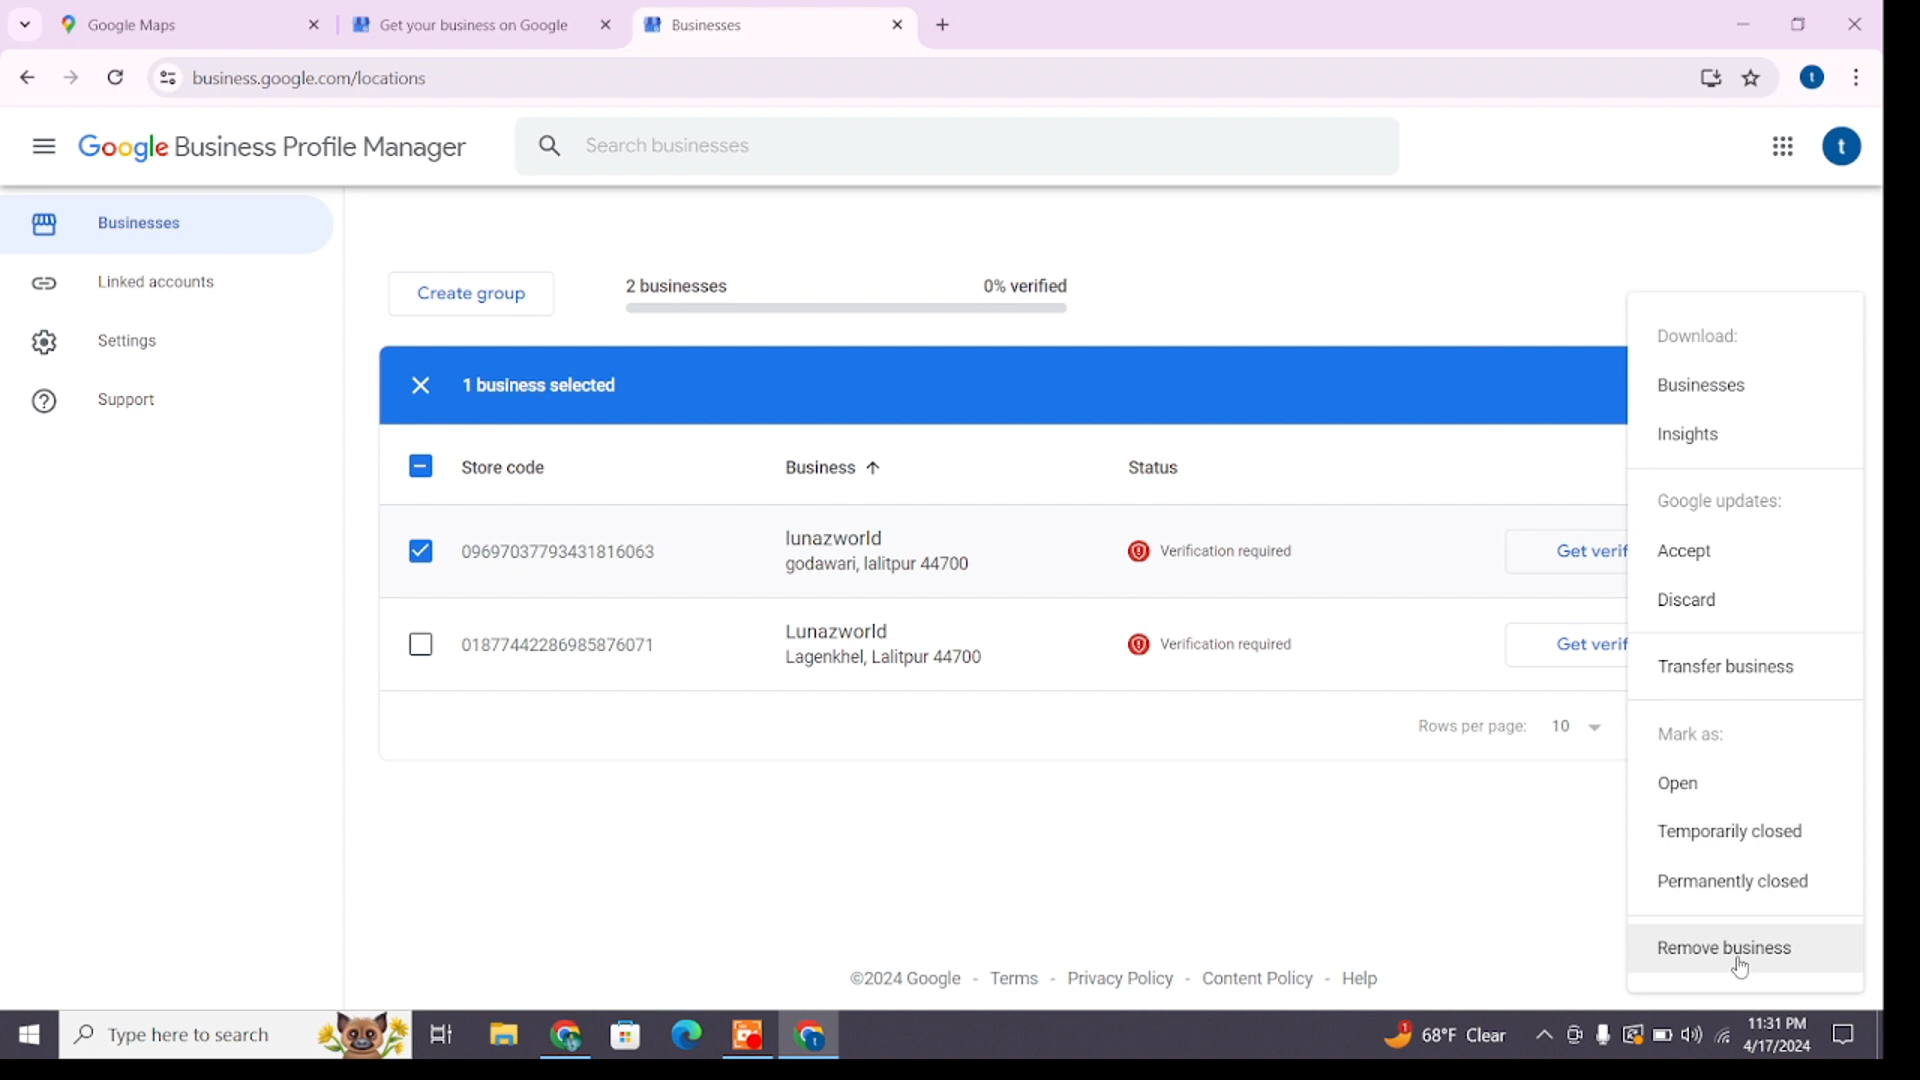 Google Maps
Get your business on Google
Businesses
business.google.com/locations
t
Google Business Profile Manager
Search businesses
t
Businesses
Linked accounts
Settings
Support
Create group
2 businesses
0% verified
1 business selected
Store code
Business
Status
09697037793431816063
lunazworld
godawari, lalitpur 44700
Verification required
Get verif
01877442286985876071
Lunazworld
Lagenkhel, Lalitpur 44700
Verification required
Get verif
Rows per page: 10
Download:
Businesses
Insights
Google updates:
Accept
Discard
Transfer business
Mark as:
Open
Temporarily closed
Permanently closed
Remove business
©2024 Google - Terms - Privacy Policy - Content Policy - Help
Type here to search
t
1
68°F Clear
11:31 PM
4/17/2024